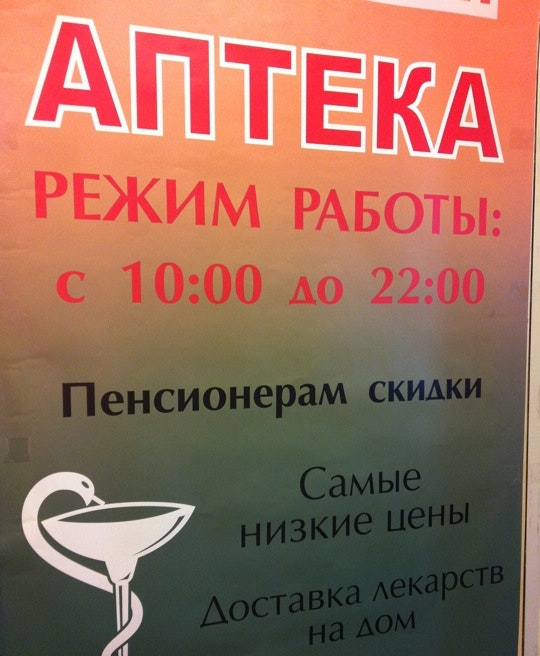 АПТЕКА
РЕЖИМ РАБОТЫ:
с 10:00 до 22:00
Пенсионерам скидки
Самые
низкие цены
Доставка лекарств
на дом